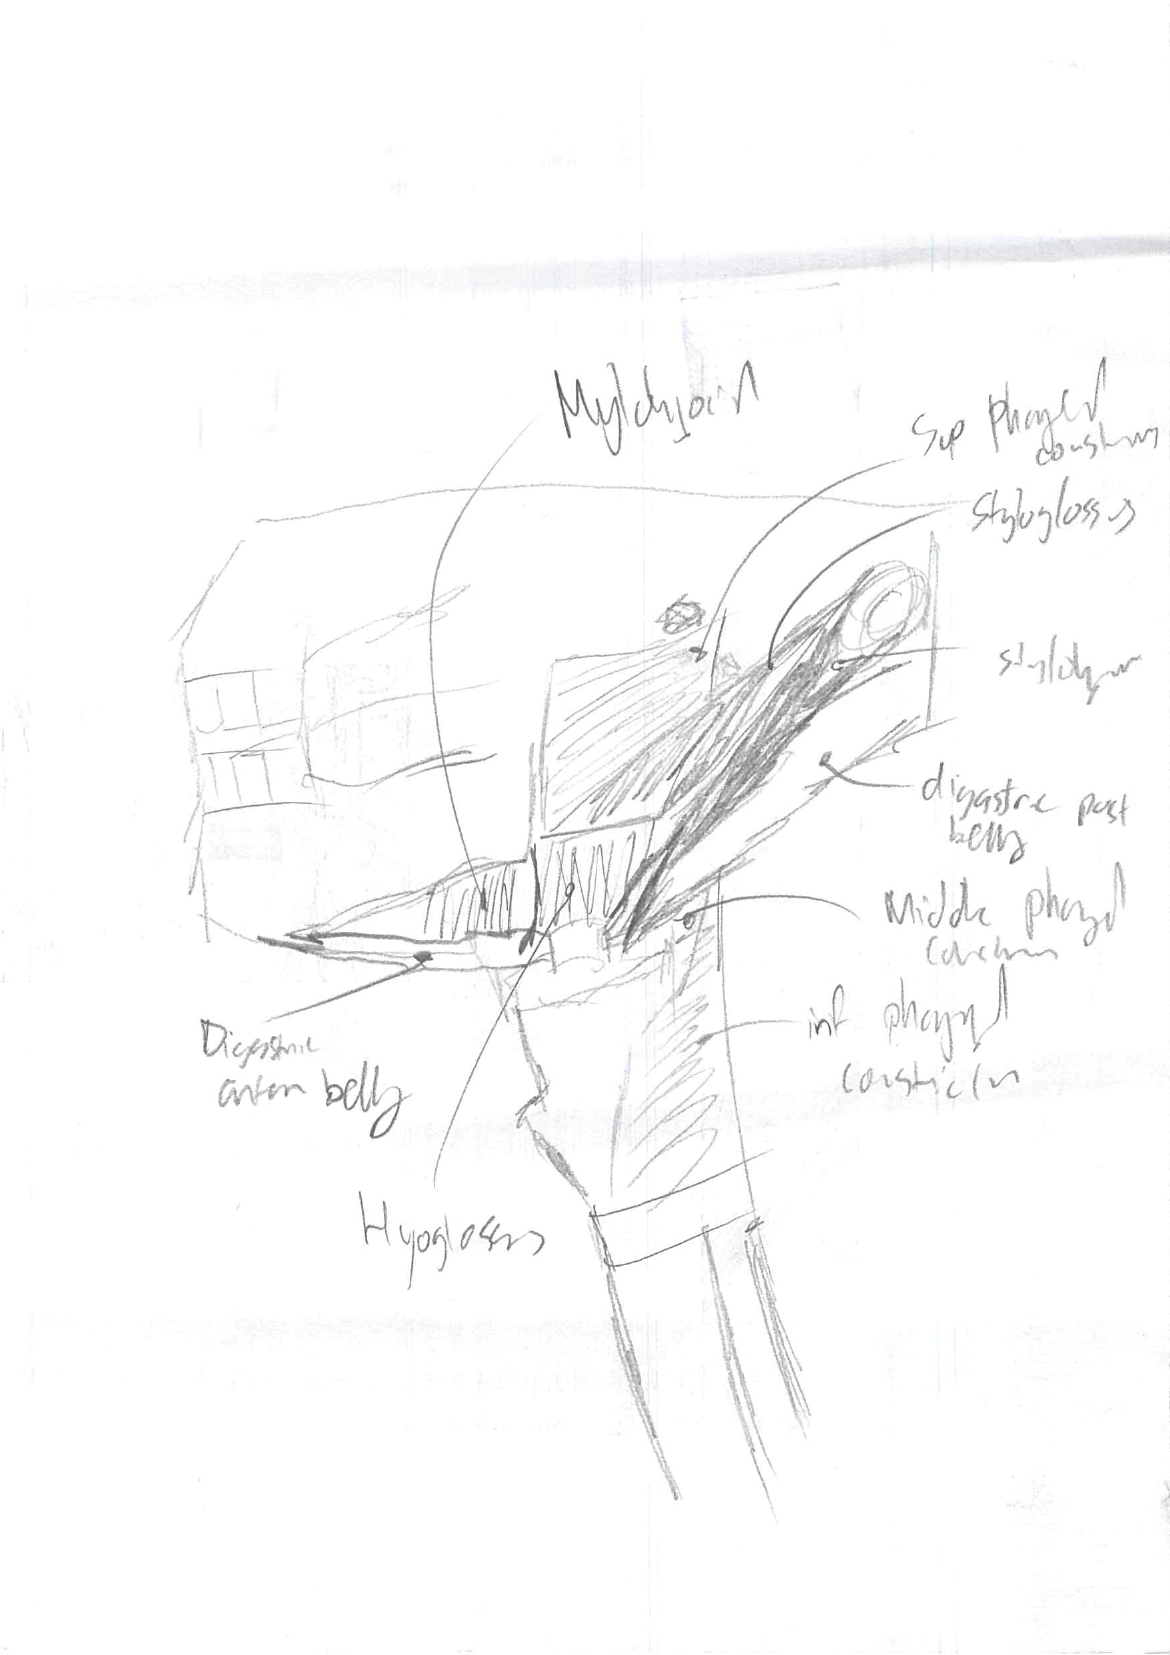 Mylohyoid
Sup Pharyngeal
constrictor
Styloglossus
Stylohyoid
digastric post
belly
Middle pharyngeal
constrictor
inf pharyngeal
constrictor
Digastric
anterior belly
Hyoglossus